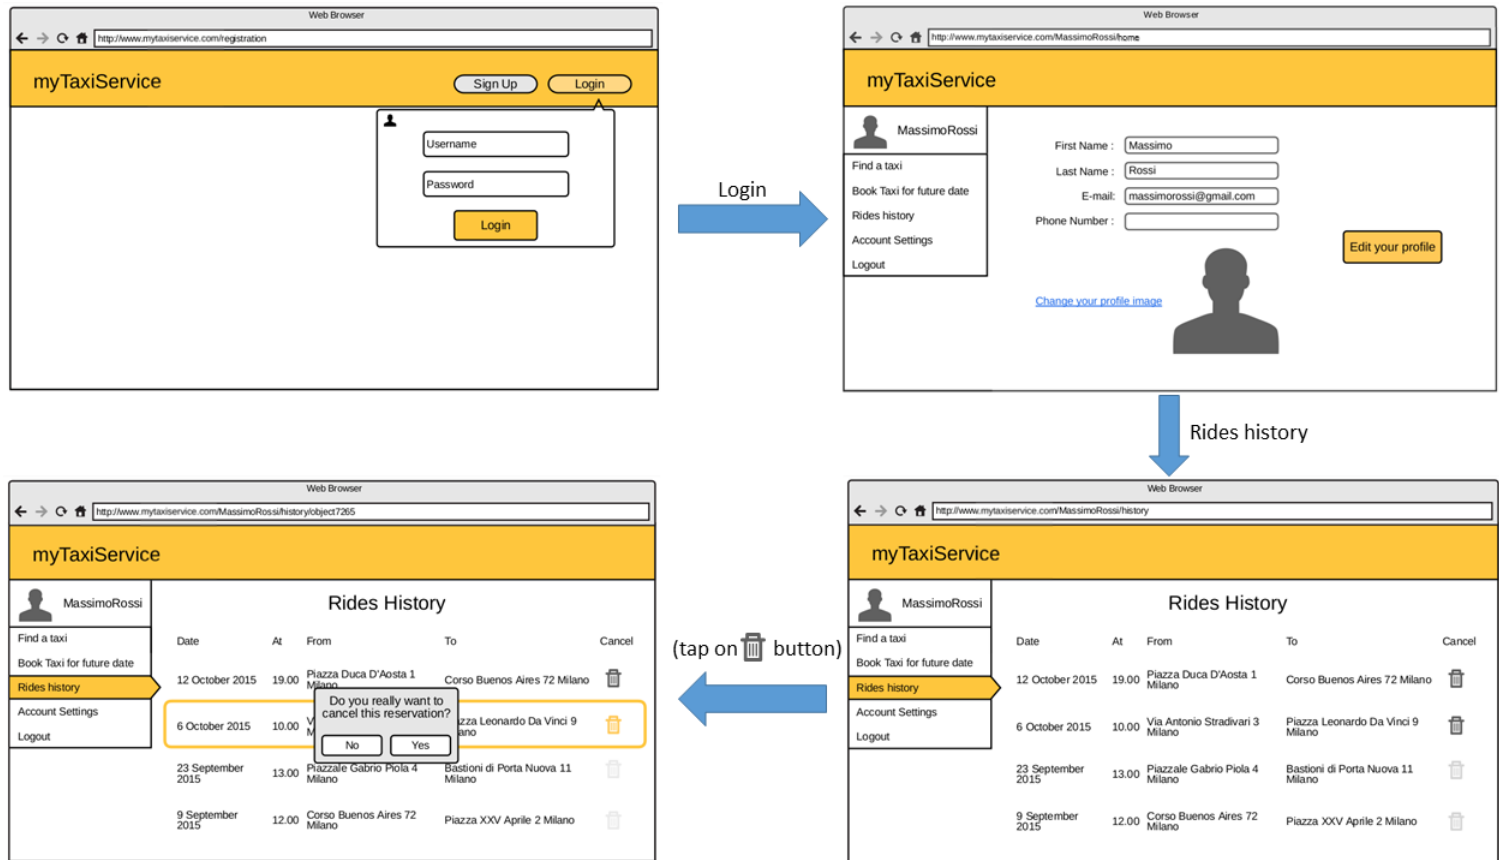 Web Browser
http://www.mytaxiservice.com/registration
myTaxiService
Sign Up
Login
Username
Password
Login
Login
Web Browser
http://www.mytaxiservice.com/MassimoRossi/home
myTaxiService
MassimoRossi
Find a taxi
Book Taxi for future date
Rides history
Account Settings
Logout
First Name : Massimo
Last Name : Rossi
E-mail: massimorossi@gmail.com
Phone Number :
Edit your profile
Change your profile image
Rides history
Web Browser
http://www.mytaxiservice.com/MassimoRossi/history
myTaxiService
MassimoRossi
Find a taxi
Book Taxi for future date
Rides history
Account Settings
Logout
Rides History
Date At From To Cancel
12 October 2015 19.00 Piazza Duca D'Aosta 1
Milano Corso Buenos Aires 72 Milano
6 October 2015 10.00 Via Antonio Stradivari 3
Milano Piazza Leonardo Da Vinci 9
Milano
23 September
2015 13.00 Piazzale Gabrio Piola 4
Milano Bastioni di Porta Nuova 11
Milano
9 September
2015 12.00 Corso Buenos Aires 72
Milano Piazza XXV Aprile 2 Milano
(tap on button)
Web Browser
http://www.mytaxiservice.com/MassimoRossi/history/object7265
myTaxiService
MassimoRossi
Find a taxi
Book Taxi for future date
Rides history
Account Settings
Logout
Rides History
Date At From To Cancel
12 October 2015 19.00 Piazza Duca D'Aosta 1
Milano Corso Buenos Aires 72 Milano
Do you really want to
cancel this reservation?
No Yes
6 October 2015 10.00 Leonardo Da Vinci 9
23 September
2015 13.00 Piazzale Gabrio Piola 4
Milano Bastioni di Porta Nuova 11
Milano
9 September
2015 12.00 Corso Buenos Aires 72
Milano Piazza XXV Aprile 2 Milano